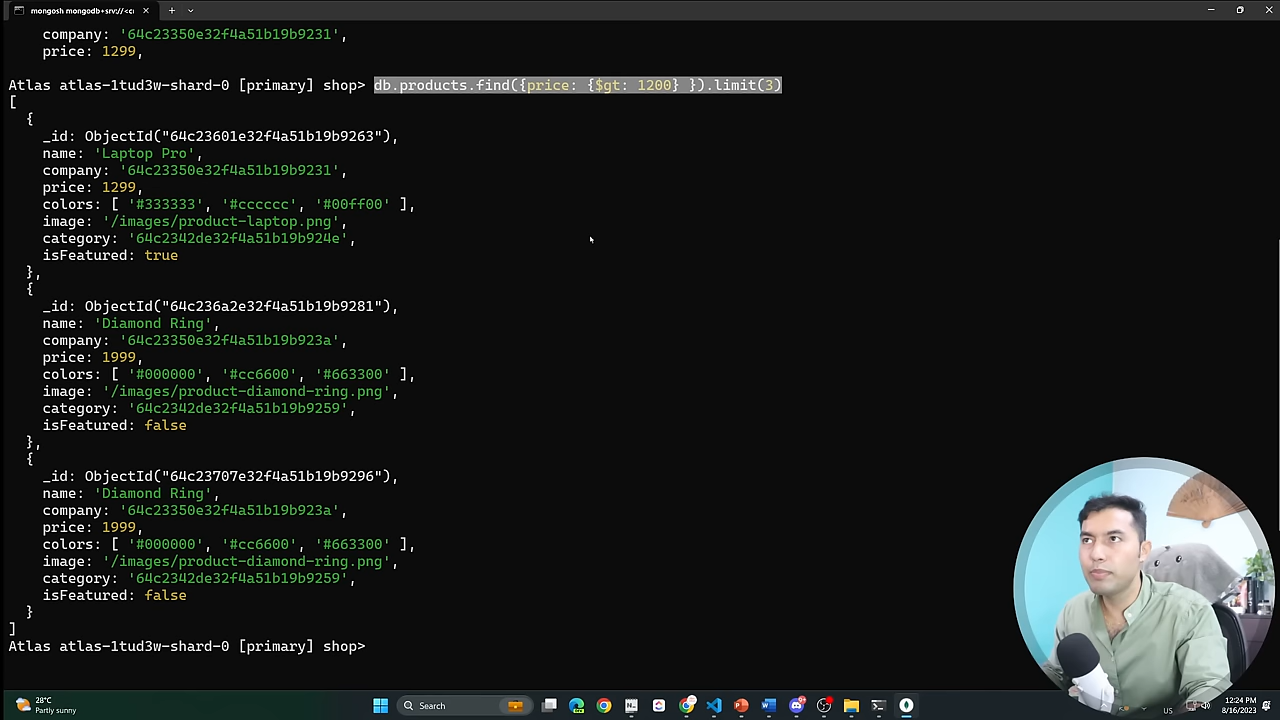 mongosh mongodb+srv://<c
company: '64c23350e32f4a51b19b9231',
price: 1299,
Atlas atlas-1tud3w-shard-0 [primary] shop> db.products.find({price: {$gt: 1200} }).limit(3)
[
{
_id: ObjectId("64c23601e32f4a51b19b9263"),
name: 'Laptop Pro',
company: '64c23350e32f4a51b19b9231',
price: 1299,
colors: [ '#333333', '#cccccc', '#00ff00' ],
image: '/images/product-laptop.png',
category: '64c2342de32f4a51b19b924e',
isFeatured: true
},
{
_id: ObjectId("64c236a2e32f4a51b19b9281"),
name: 'Diamond Ring',
company: '64c23350e32f4a51b19b923a',
price: 1999,
colors: [ '#000000', '#cc6600', '#663300' ],
image: '/images/product-diamond-ring.png',
category: '64c2342de32f4a51b19b9259',
isFeatured: false
},
{
_id: ObjectId("64c23707e32f4a51b19b9296"),
name: 'Diamond Ring',
company: '64c23350e32f4a51b19b923a',
price: 1999,
colors: [ '#000000', '#cc6600', '#663300' ],
image: '/images/product-diamond-ring.png',
category: '64c2342de32f4a51b19b9259',
isFeatured: false
}
]
Atlas atlas-1tud3w-shard-0 [primary] shop>
28°C
Partly sunny
Search
US
12:24 PM
8/16/2023